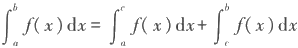 ∫_a^b f(x)dx = ∫_a^c f(x)dx + ∫_c^b f(x)dx